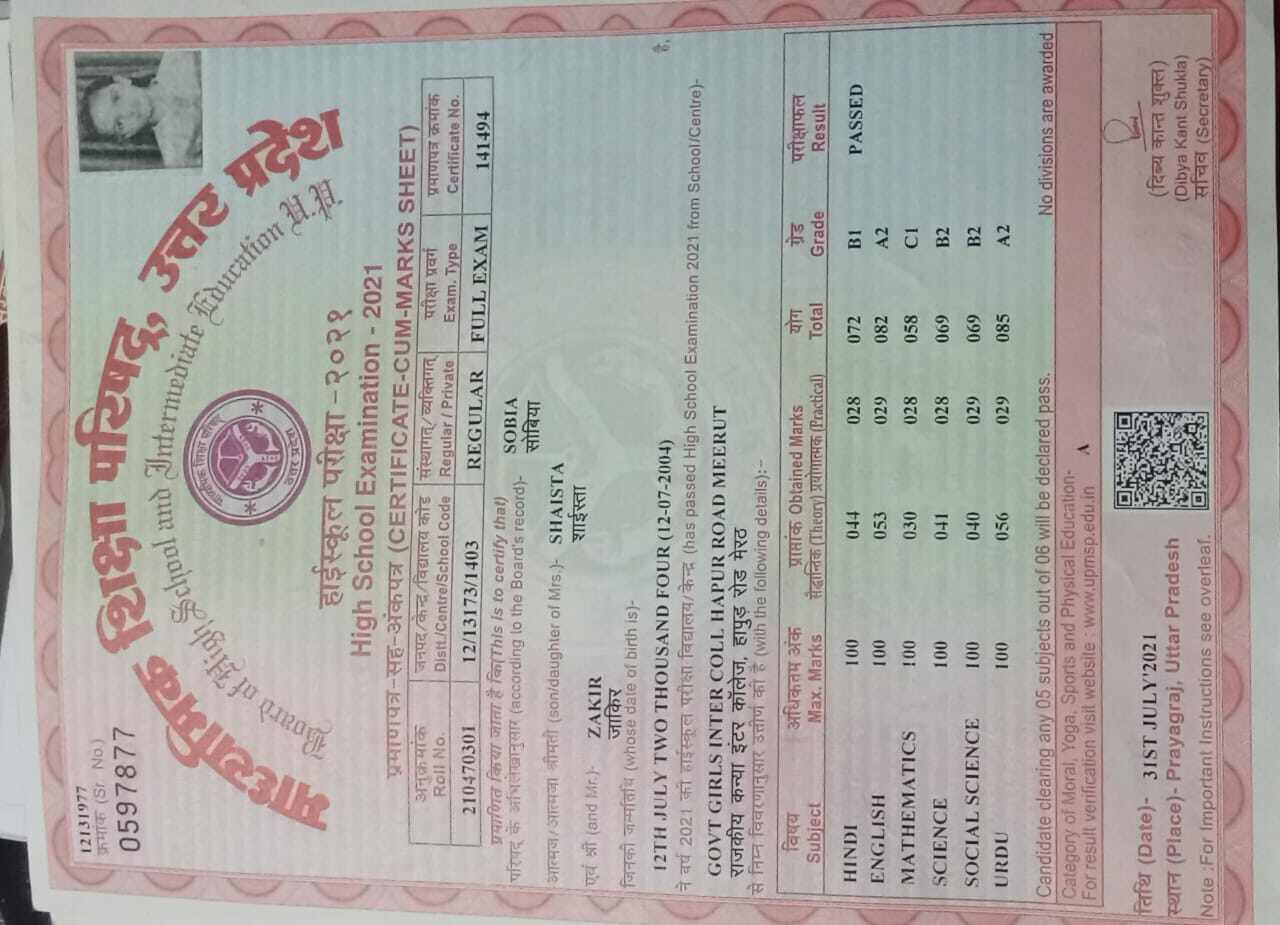 12131977
क्रमांक (Sr. No.)
0597877
माध्यमिक शिक्षा परिषद, उत्तर प्रदेश
Board of High School and Intermediate Education U.P.
माध्यमिक शिक्षा परिषद्
उत्तर प्रदेश
हाईस्कूल परीक्षा - २०२१
High School Examination - 2021
प्रमाणपत्र-सह-अंकपत्र (CERTIFICATE-CUM-MARKS SHEET)
अनुक्रमांक जनपद/केन्द्र/विद्यालय कोड संस्थागत्/व्यक्तिगत् परीक्षा प्रवर्ग प्रमाणपत्र क्रमांक
Roll No. Distt./Centre/School Code Regular / Private Exam. Type Certificate No.
210470301 12/13173/1403 REGULAR FULL EXAM 141494
प्रमाणित किया जाता है कि(This is to certify that)
परिषद के अभिलेखानुसार (according to the Board's record)- SOBIA
सोबिया
आत्मज/आत्मजा श्रीमती (son/daughter of Mrs.)- SHAISTA
शाईस्ता
एवं श्री (and Mr.)- ZAKIR
जाकिर
जिनकी जन्मतिथि (whose date of birth is)-
12TH JULY TWO THOUSAND FOUR (12-07-2004) है,
ने वर्ष 2021 की हाईस्कूल परीक्षा विद्यालय/केन्द्र (has passed High School Examination 2021 from School/Centre)-
GOVT GIRLS INTER COLL HAPUR ROAD MEERUT
राजकीय कन्या इंटर कॉलेज, हापुड़ रोड मेरठ
से निम्न विवरणानुसार उत्तीर्ण की है (with the following details):-
विषय अधिकतम अंक प्राप्तांक Obtained Marks योग ग्रेड परीक्षाफल
Subject Max. Marks सैद्धान्तिक (Theory) प्रयोगात्मक (Practical) Total Grade Result
HINDI 100 044 028 072 B1 PASSED
ENGLISH 100 053 029 082 A2
MATHEMATICS 100 030 028 058 C1
SCIENCE 100 041 028 069 B2
SOCIAL SCIENCE 100 040 029 069 B2
URDU 100 056 029 085 A2
Candidate clearing any 05 subjects out of 06 will be declared pass. No divisions are awarded
Category of Moral, Yoga, Sports and Physical Education- A
For result verification visit website : www.upmsp.edu.in
तिथि (Date)- 31ST JULY'2021
स्थान (Place)- Prayagraj, Uttar Pradesh
Note :For Important Instructions see overleaf.
(दिब्य कान्त शुक्ल)
(Dibya Kant Shukla)
सचिव (Secretary)